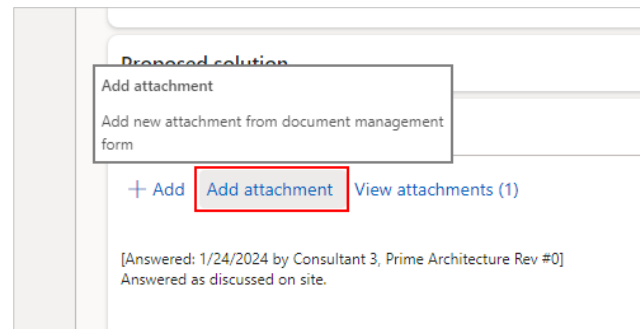 Proposed solution
Add attachment
Add new attachment from document management
form
+ Add Add attachment View attachments (1)
[Answered: 1/24/2024 by Consultant 3, Prime Architecture Rev #0]
Answered as discussed on site.